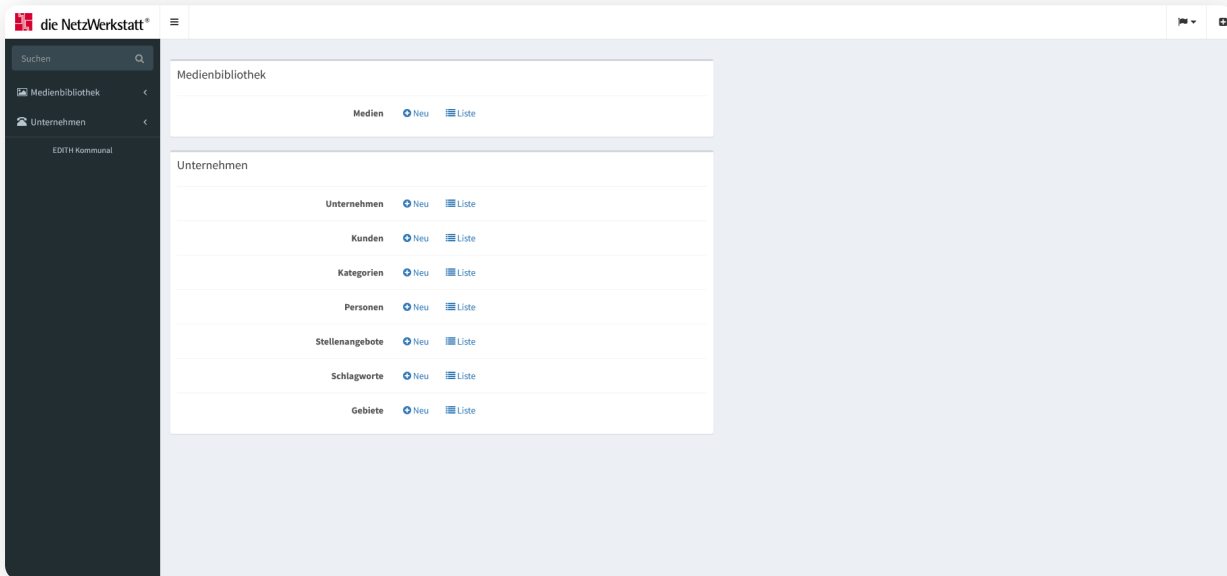 die NetzWerkstatt®
Suchen
Medienbibliothek
Unternehmen
EDITH Kommunal
Medienbibliothek
Medien Neu Liste
Unternehmen
Unternehmen Neu Liste
Kunden Neu Liste
Kategorien Neu Liste
Personen Neu Liste
Stellenangebote Neu Liste
Schlagworte Neu Liste
Gebiete Neu Liste